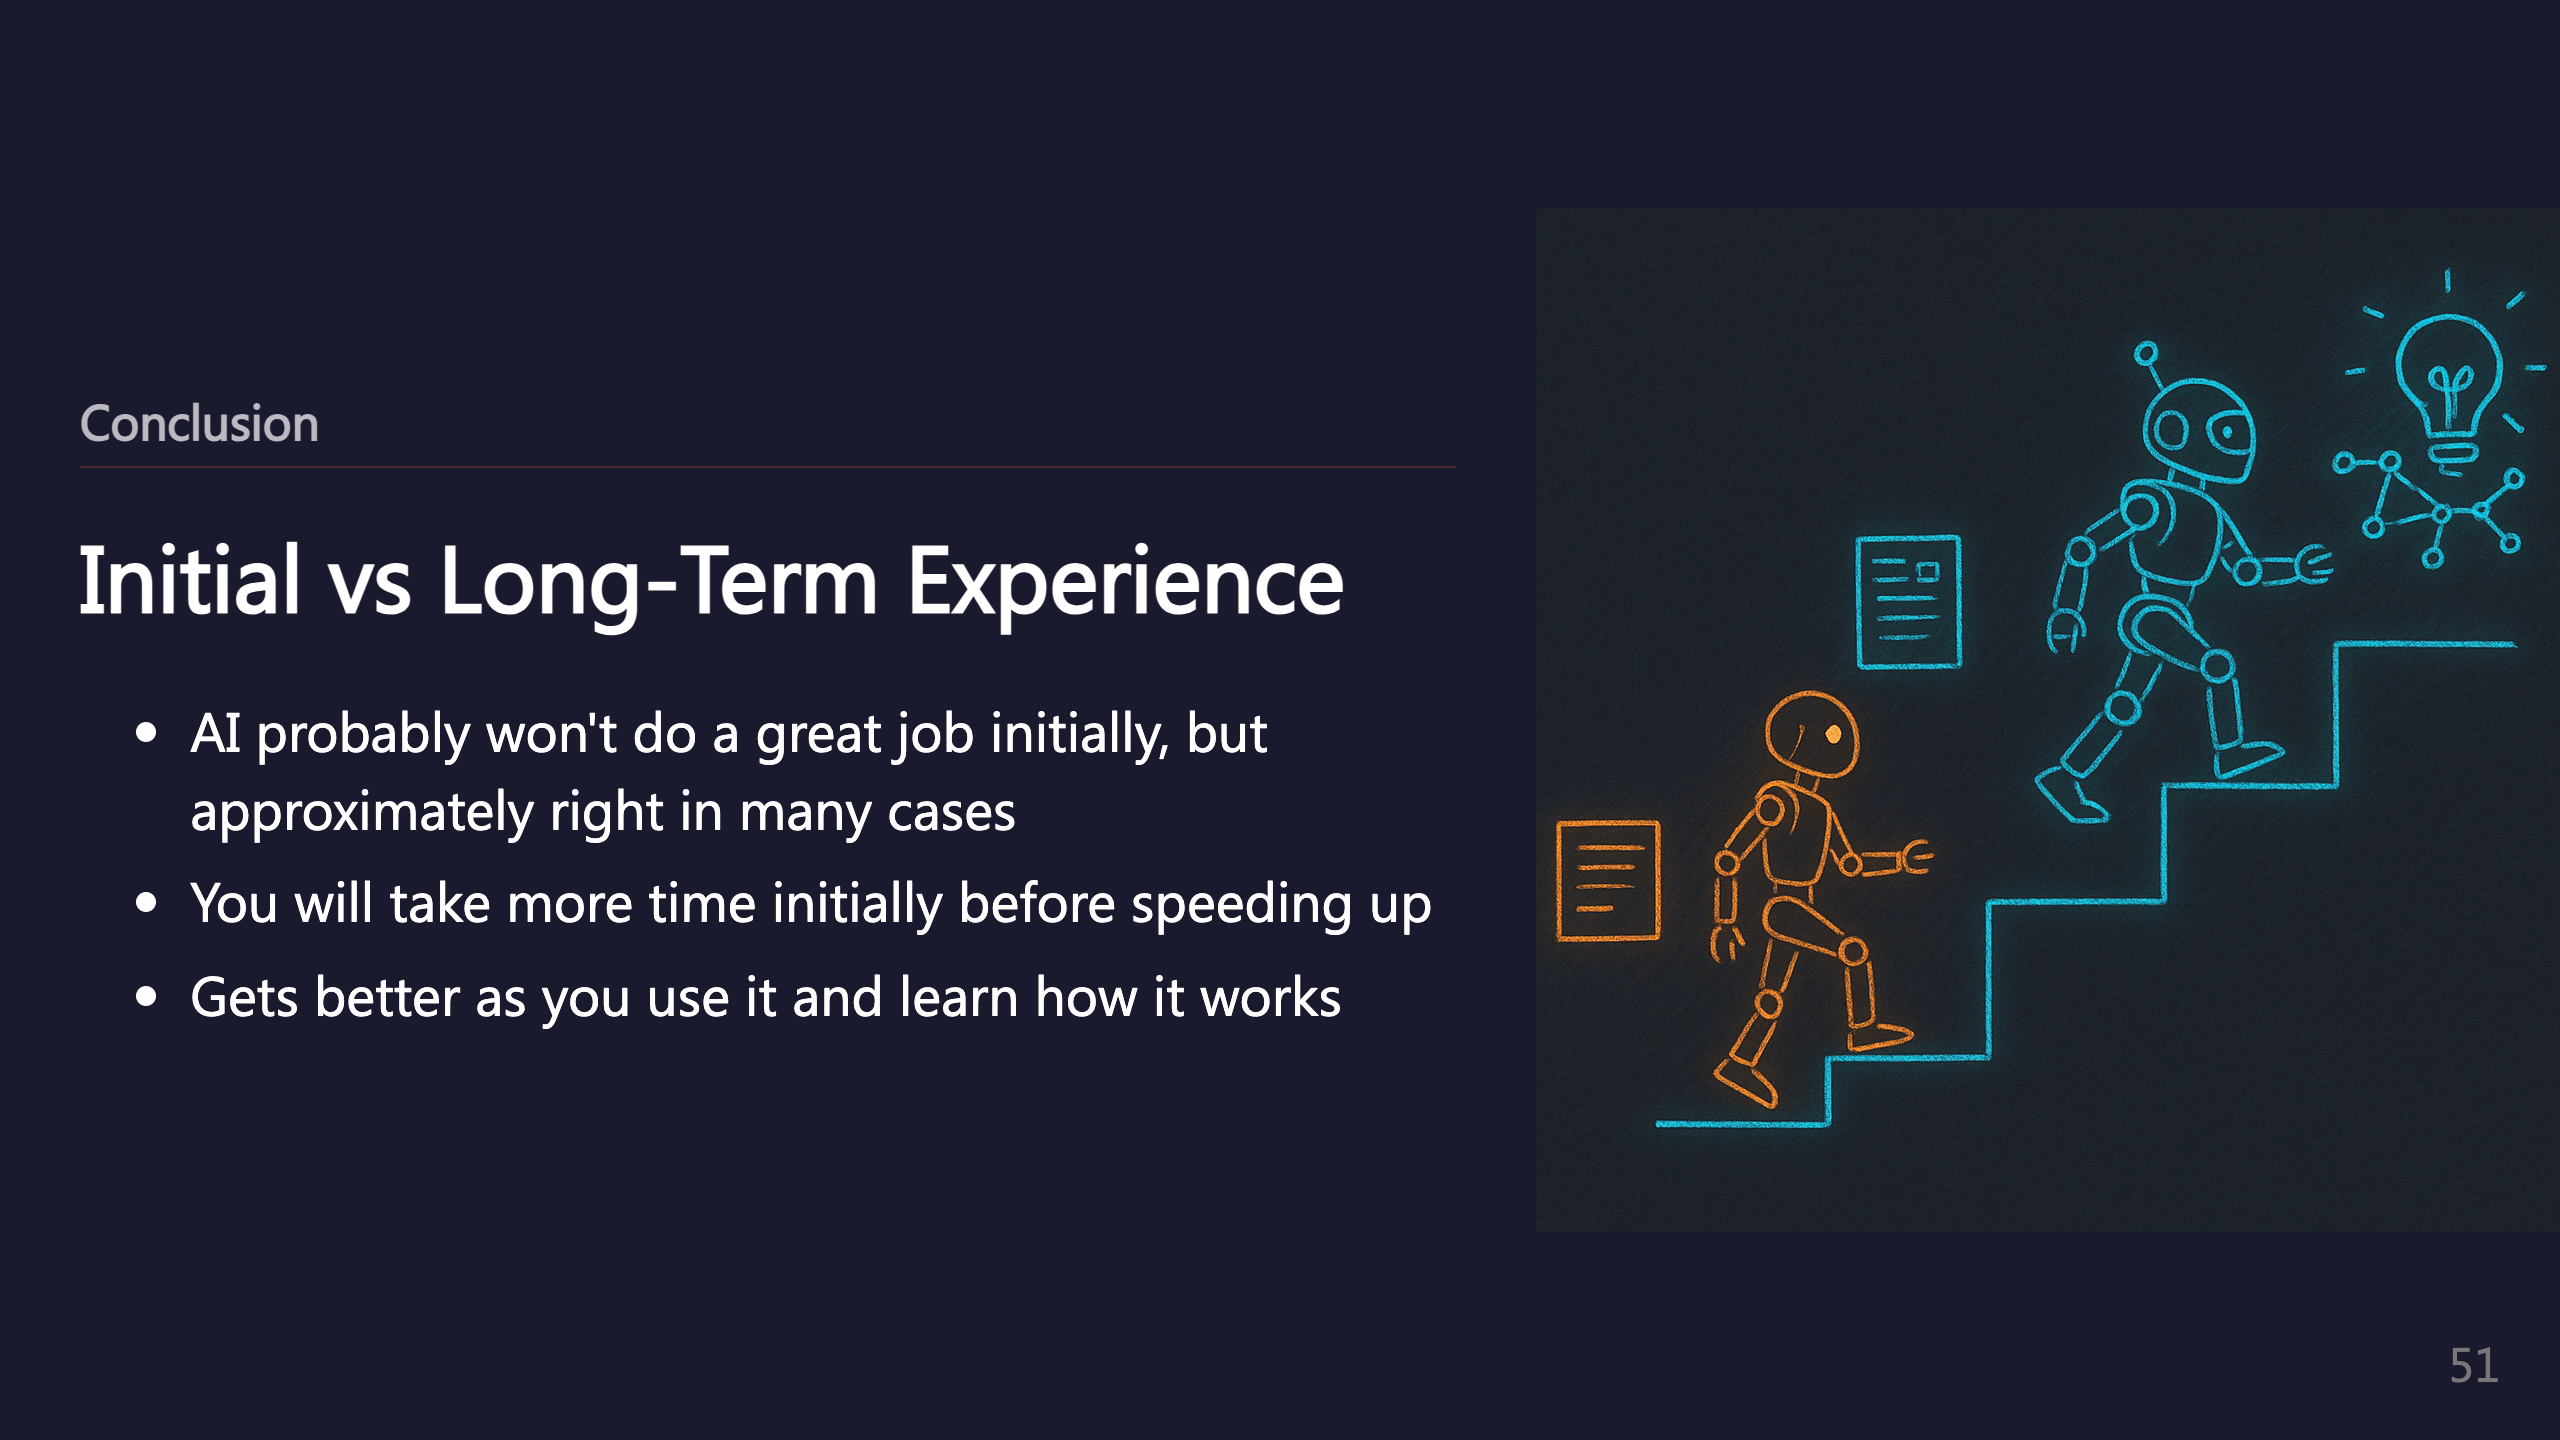 Conclusion
Initial vs Long-Term Experience
AI probably won't do a great job initially, but
approximately right in many cases
You will take more time initially before speeding up
Gets better as you use it and learn how it works
51